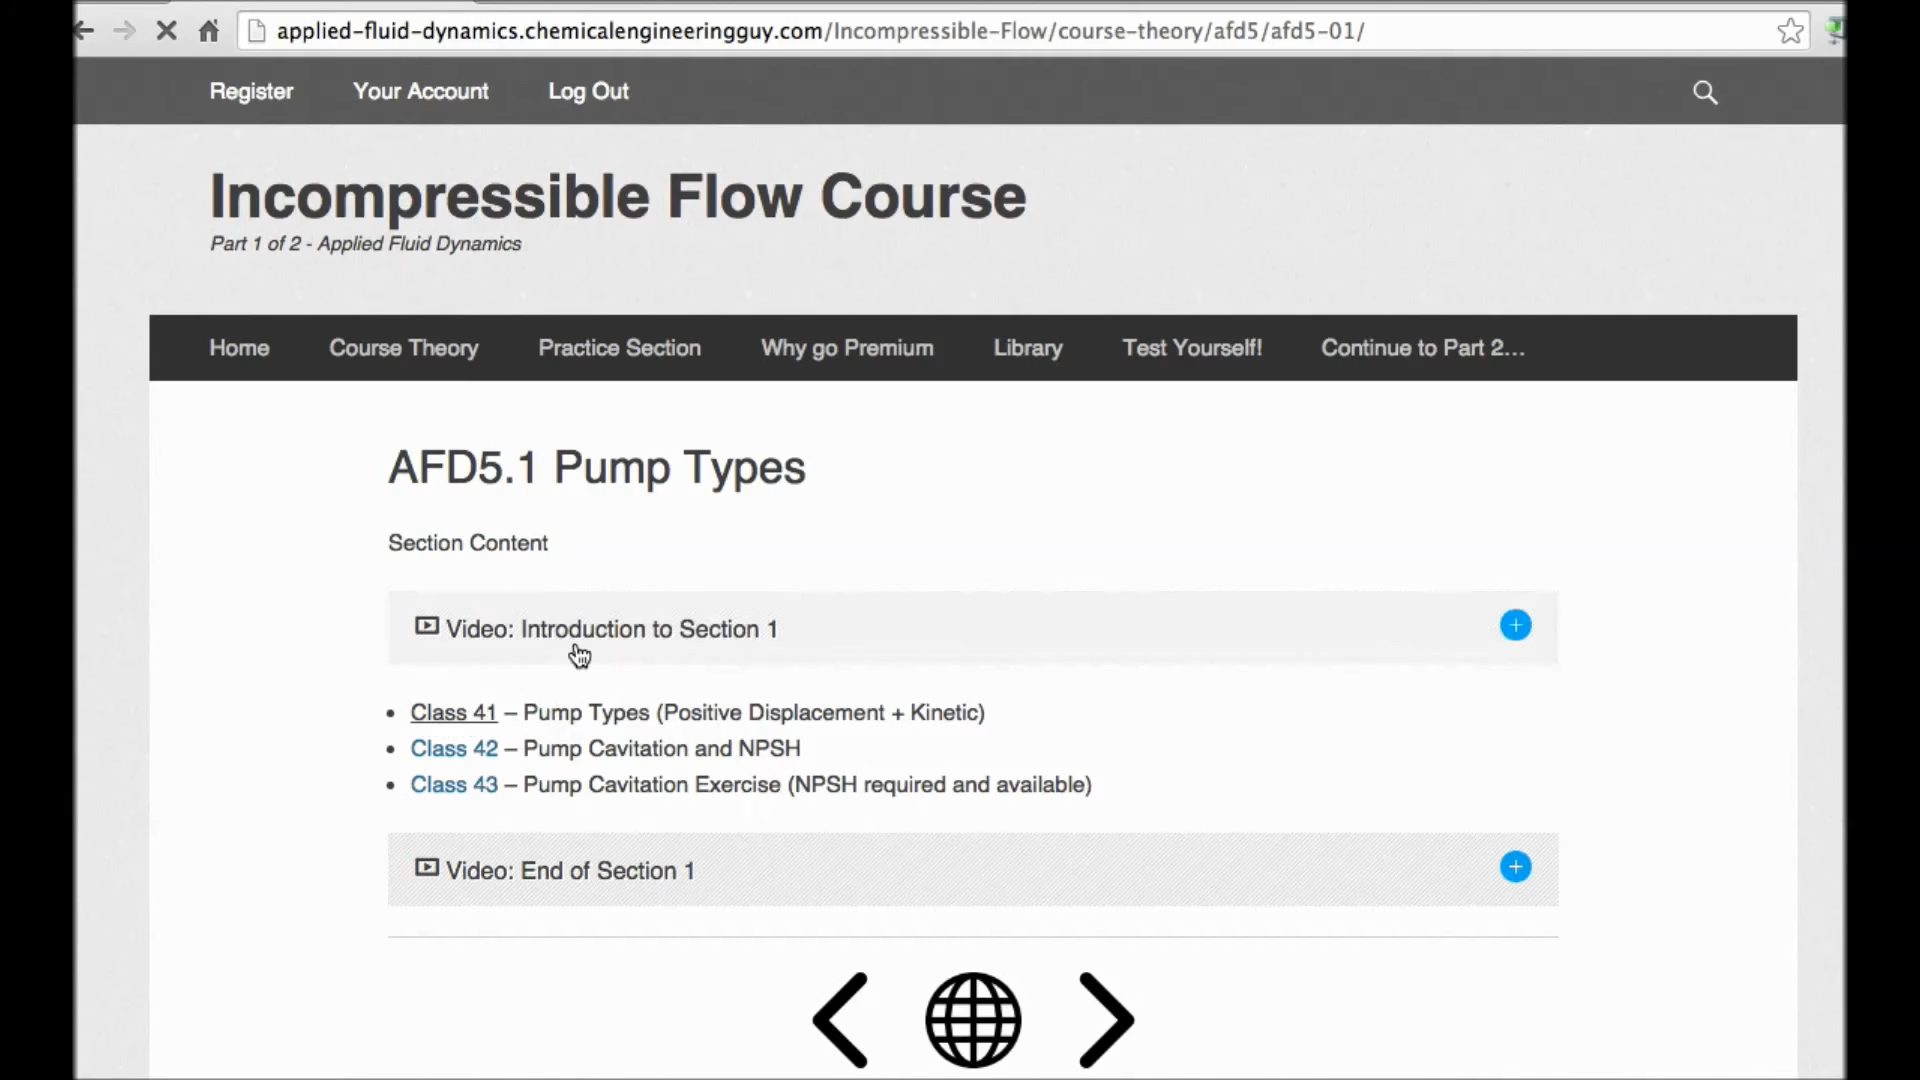 applied-fluid-dynamics.chemicalengineeringguy.com/Incompressible-Flow/course-theory/afd5/afd5-01/
Register Your Account Log Out
Incompressible Flow Course
Part 1 of 2 - Applied Fluid Dynamics
Home Course Theory Practice Section Why go Premium Library Test Yourself! Continue to Part 2...
AFD5.1 Pump Types
Section Content
Video: Introduction to Section 1
• Class 41 – Pump Types (Positive Displacement + Kinetic)
• Class 42 – Pump Cavitation and NPSH
• Class 43 – Pump Cavitation Exercise (NPSH required and available)
Video: End of Section 1